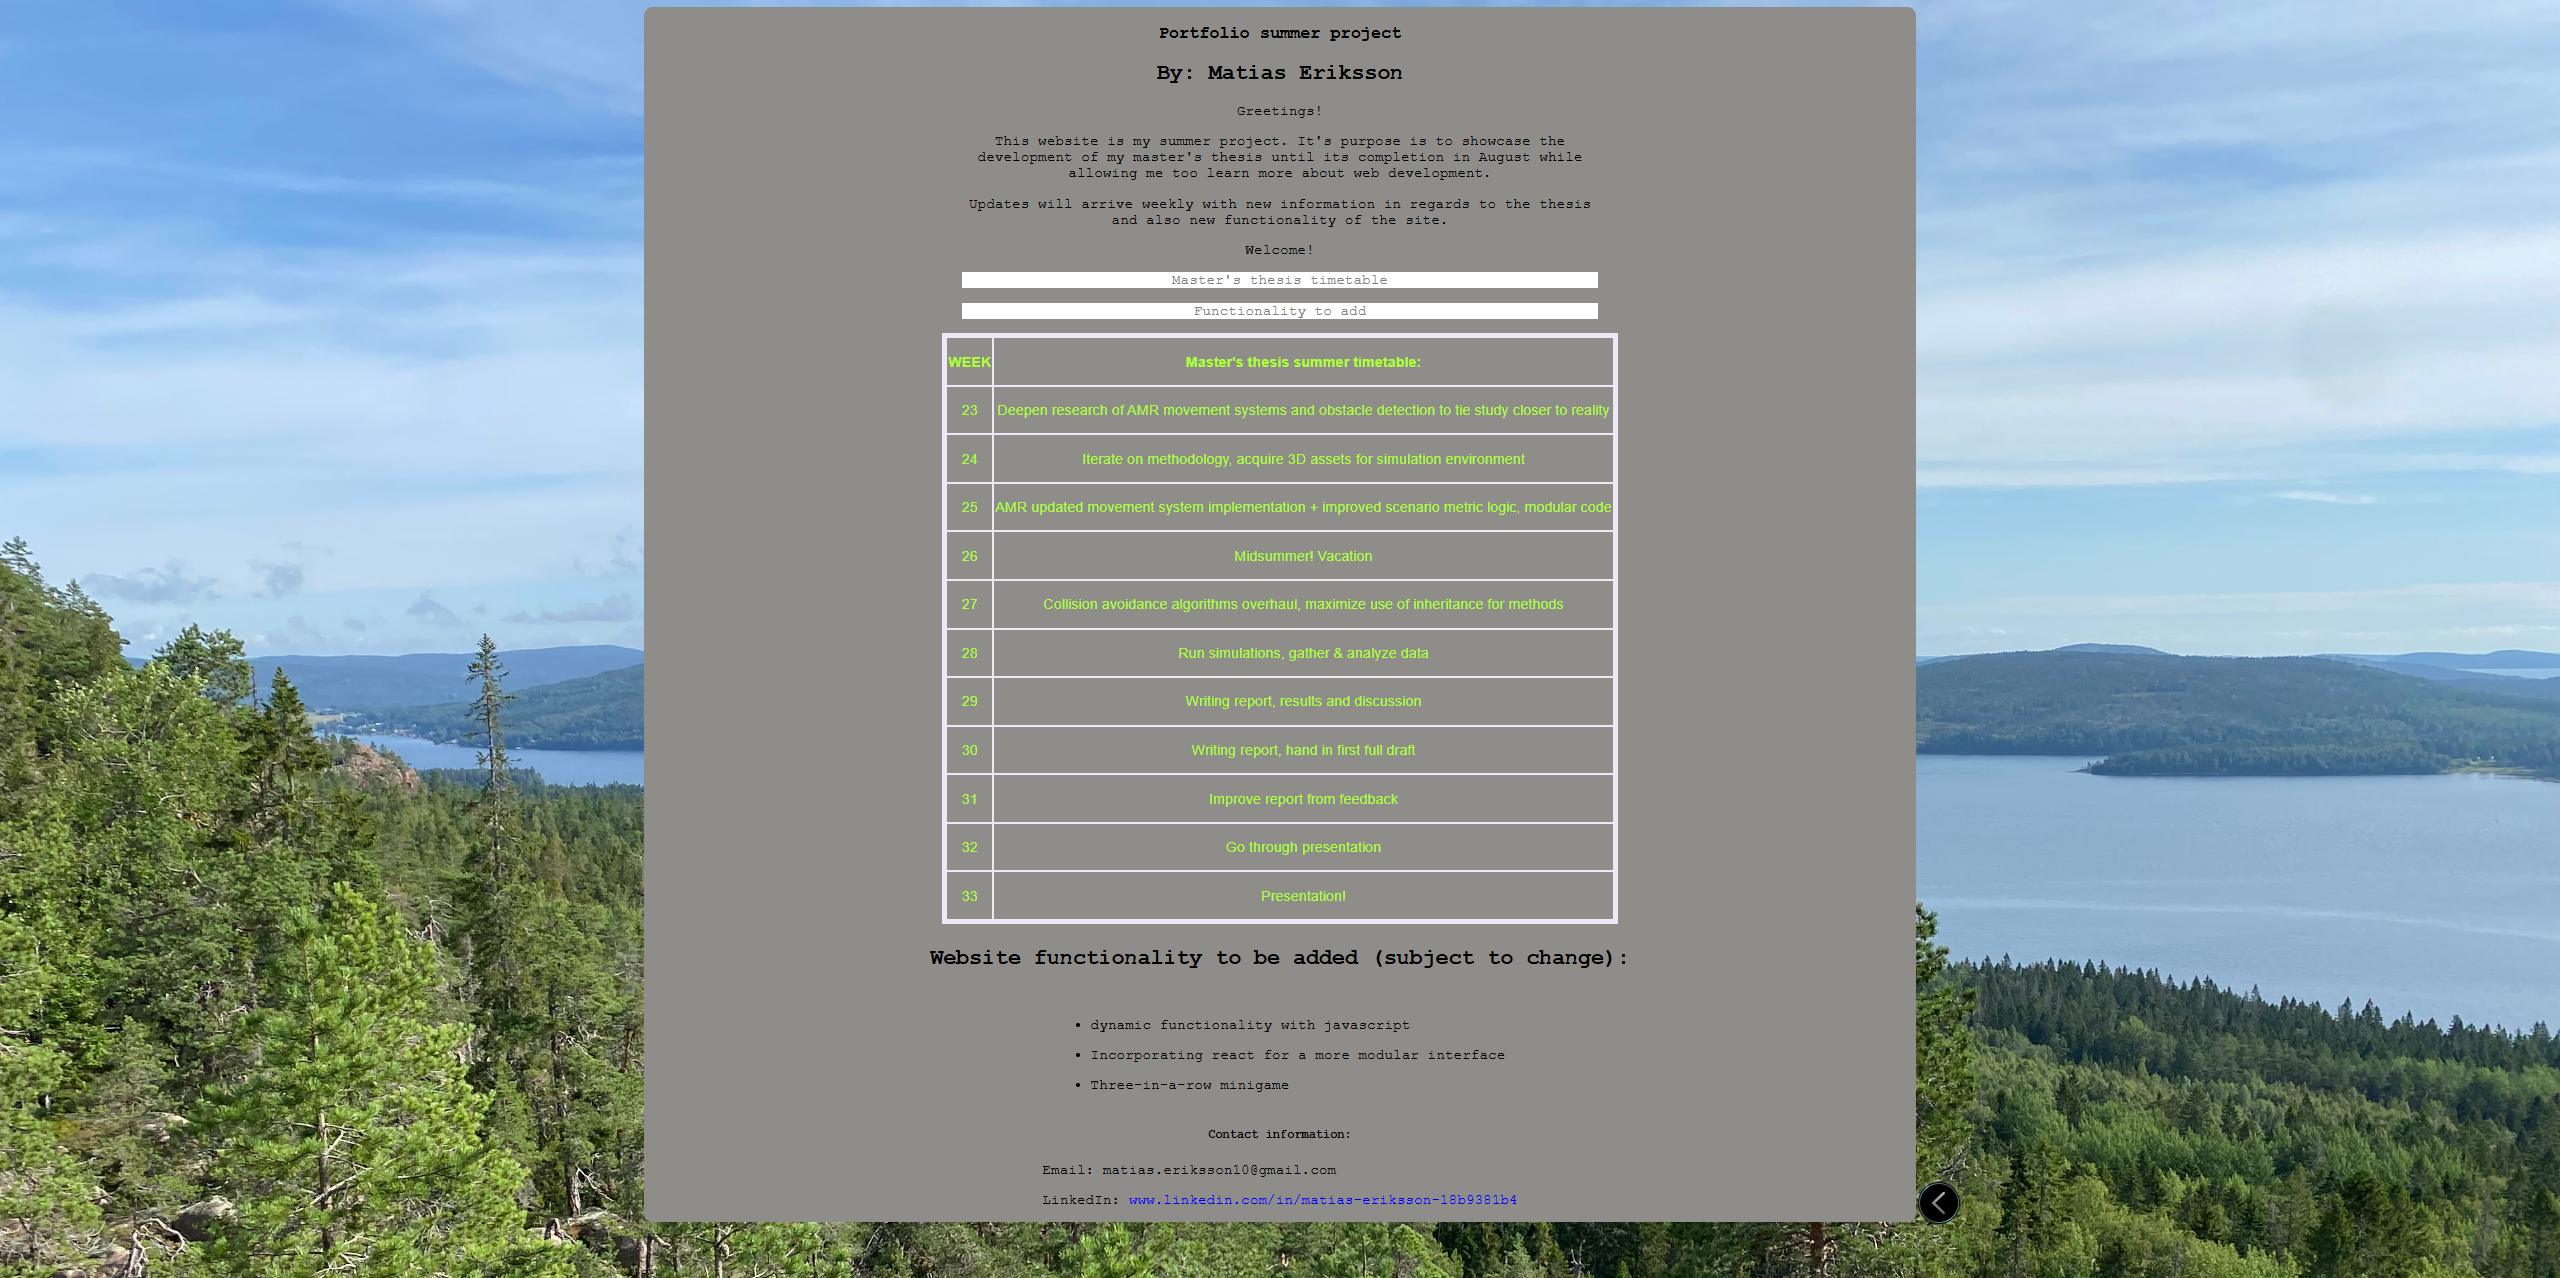 Portfolio summer project
By: Matias Eriksson
Greetings!
This website is my summer project. It's purpose is to showcase the
development of my master's thesis until its completion in August while
allowing me too learn more about web development.
Updates will arrive weekly with new information in regards to the thesis
and also new functionality of the site.
Welcome!
Master's thesis timetable
Functionality to add
WEEK Master's thesis summer timetable:
23 Deepen research of AMR movement systems and obstacle detection to tie study closer to reality
24 Iterate on methodology, acquire 3D assets for simulation environment
25 AMR updated movement system implementation + improved scenario metric logic, modular code
26 Midsummer! Vacation
27 Collision avoidance algorithms overhaul, maximize use of inheritance for methods
28 Run simulations, gather & analyze data
29 Writing report, results and discussion
30 Writing report, hand in first full draft
31 Improve report from feedback
32 Go through presentation
33 Presentation!
Website functionality to be added (subject to change):
• dynamic functionality with javascript
• Incorporating react for a more modular interface
• Three-in-a-row minigame
Contact information:
Email: matias.eriksson10@gmail.com
LinkedIn: www.linkedin.com/in/matias-eriksson-18b9381b4